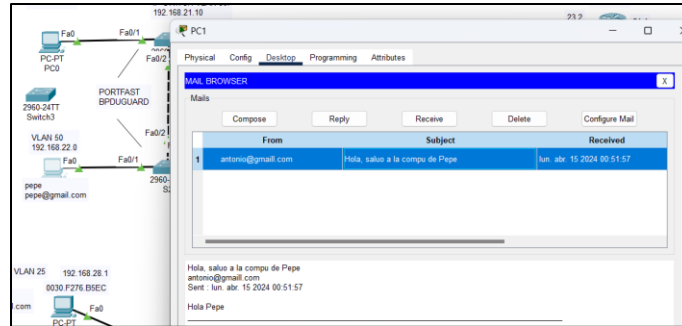 192.168.21.10
23.2
Fa0
Fa0/1
PC-PT
PC0
Fa0/2
2960-24TT
Switch3
PORTFAST
BPDUGUARD
VLAN 50
192.168.22.0
Fa0/2
Fa0
Fa0/1
2960-
pepe
pepe@gmail.com
VLAN 25
192.168.28.1
0030.F276.B5EC
l.com
Fa0
PC-PT
PC1
Physical Config Desktop Programming Attributes
MAIL BROWSER X
Mails
Compose Reply Receive Delete Configure Mail
From Subject Received
1 antonio@gmaill.com Hola, saluo a la compu de Pepe lun. abr. 15 2024 00:51:57
Hola, saluo a la compu de Pepe
antonio@gmaill.com
Sent : lun. abr. 15 2024 00:51:57
Hola Pepe